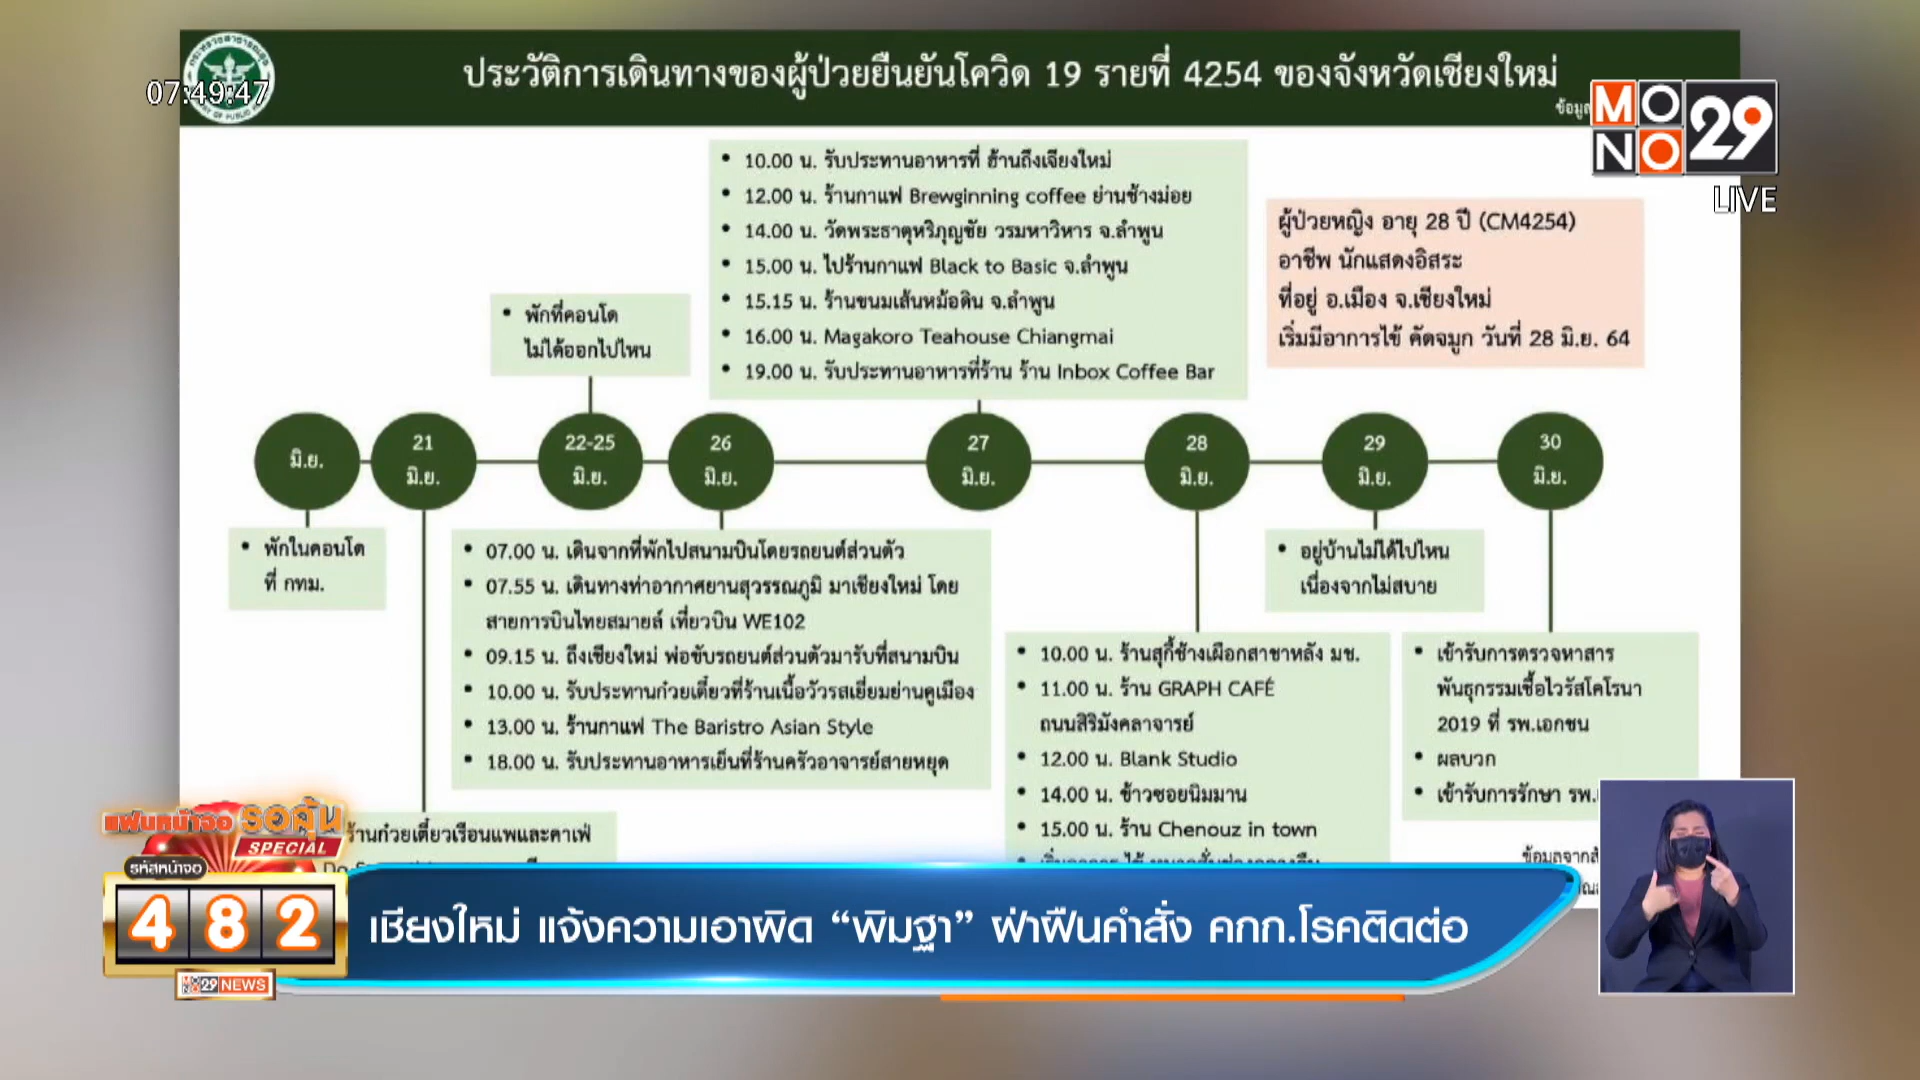 ประวัติการเดินทางของผู้ป่วยยืนยันโควิด 19 รายที่ 4254 ของจังหวัดเชียงใหม่
07:49:47
MONO 29
LIVE
• 10.00 น. รับประทานอาหารที่ ฮ้านถึงเจียงใหม่
• 12.00 น. ร้านกาแฟ Brewginning coffee ย่านช้างม่อย
• 14.00 น. วัดพระธาตุหริภุญชัย วรมหาวิหาร จ.ลำพูน
• 15.00 น. ไปร้านกาแฟ Black to Basic จ.ลำพูน
• 15.15 น. ร้านขนมเส้นหม้อดิน จ.ลำพูน
• 16.00 น. Magakoro Teahouse Chiangmai
• 19.00 น. รับประทานอาหารที่ร้าน ร้าน Inbox Coffee Bar
ผู้ป่วยหญิง อายุ 28 ปี (CM4254)
อาชีพ นักแสดงอิสระ
ที่อยู่ อ.เมือง จ.เชียงใหม่
เริ่มมีอาการไข้ คัดจมูก วันที่ 28 มิ.ย. 64
• พักที่คอนโด
ไม่ได้ออกไปไหน
มิ.ย.
21 มิ.ย.
22-25 มิ.ย.
26 มิ.ย.
27 มิ.ย.
28 มิ.ย.
29 มิ.ย.
30 มิ.ย.
• พักในคอนโด
ที่ กทม.
• 07.00 น. เดินจากที่พักไปสนามบินโดยรถยนต์ส่วนตัว
• 07.55 น. เดินทางท่าอากาศยานสุวรรณภูมิ มาเชียงใหม่ โดย
สายการบินไทยสมายล์ เที่ยวบิน WE102
• 09.15 น. ถึงเชียงใหม่ พ่อขับรถยนต์ส่วนตัวมารับที่สนามบิน
• 10.00 น. รับประทานก๋วยเตี๋ยวที่ร้านเนื้อวัวรสเยี่ยมย่านคูเมือง
• 13.00 น. ร้านกาแฟ The Baristro Asian Style
• 18.00 น. รับประทานอาหารเย็นที่ร้านครัวอาจารย์สายหยุด
• อยู่บ้านไม่ได้ไปไหน
เนื่องจากไม่สบาย
• 10.00 น. ร้านสุกี้ช้างเผือกสาขาหลัง มช.
• 11.00 น. ร้าน GRAPH CAFÉ
ถนนสิริมังคลาจารย์
• 12.00 น. Blank Studio
• 14.00 น. ข้าวซอยนิมมาน
• 15.00 น. ร้าน Chenouz in town
• เข้ารับการตรวจหาสาร
พันธุกรรมเชื้อไวรัสโคโรนา
2019 ที่ รพ.เอกชน
• ผลบวก
• เข้ารับการรักษา รพ.
ร้านก๋วยเตี๋ยวเรือนแพและคาเฟ่
แฟนหน้าจอ รอลุ้น
SPECIAL
รหัสหน้าจอ
482
MONO 29 NEWS
เชียงใหม่ แจ้งความเอาผิด “พิมฐา” ฝ่าฝืนคำสั่ง คกก.โรคติดต่อ